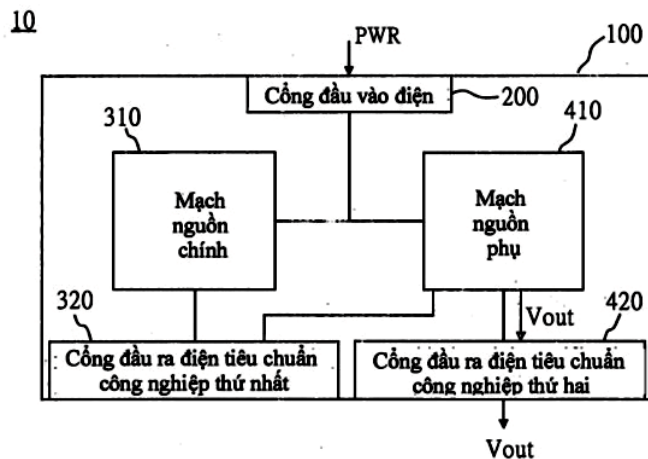 10
PWR
100
Cổng đầu vào điện
200
310
410
Mạch
nguồn
chính
Mạch
nguồn
phụ
320
Vout
420
Cổng đầu ra điện tiêu chuẩn
công nghiệp thứ nhất
Cổng đầu ra điện tiêu chuẩn
công nghiệp thứ hai
Vout